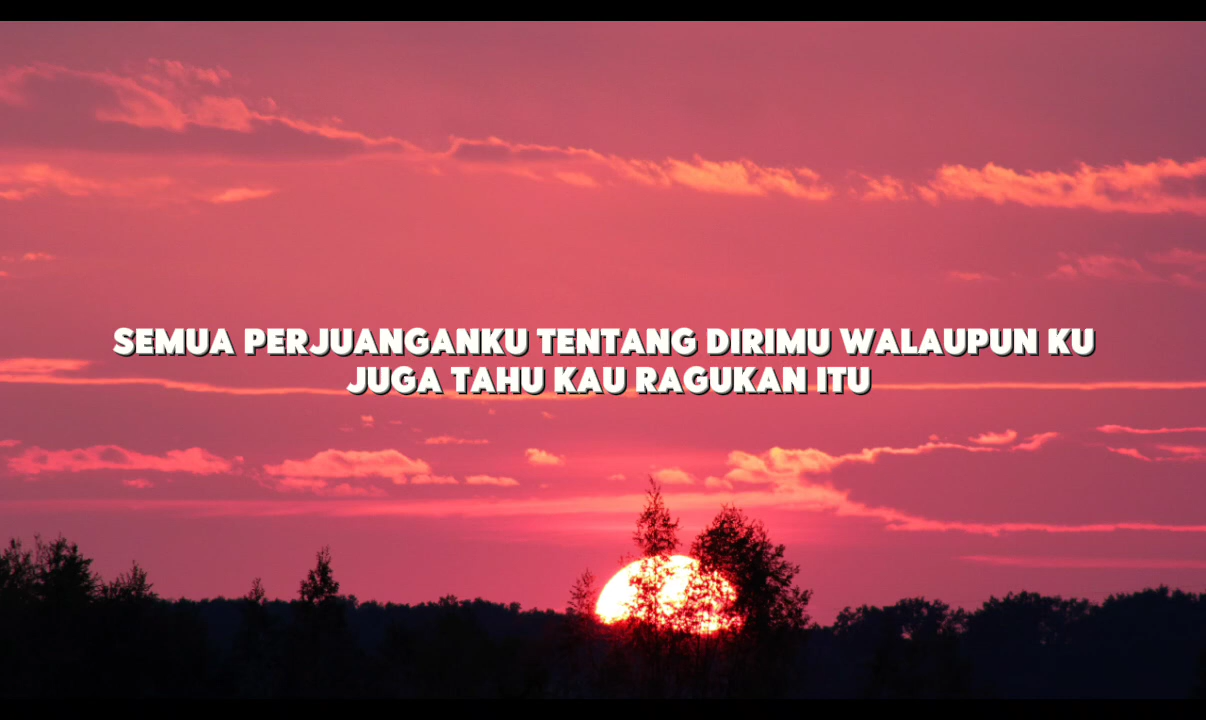 SEMUA PERJUANGANKU TENTANG DIRIMU WALAUPUN KU
JUGA TAHU KAU RAGUKAN ITU